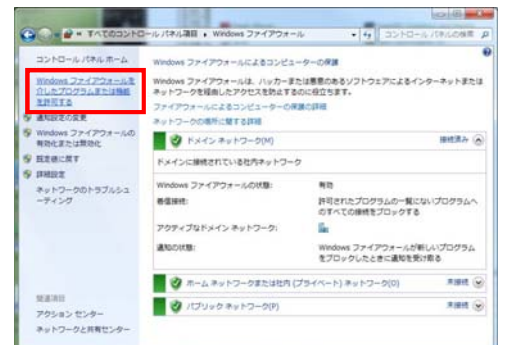 « すべてのコントロール パネル項目 ▸ Windows ファイアウォール
コントロール パネルの検索
コントロール パネル ホーム
Windows ファイアウォールを
介したプログラムまたは機能
を許可する
通知設定の変更
Windows ファイアウォールの
有効化または無効化
既定値に戻す
詳細設定
ネットワークのトラブルシュ
ーティング
関連項目
アクション センター
ネットワークと共有センター
Windows ファイアウォールによるコンピューターの保護
Windows ファイアウォールは、ハッカーまたは悪意のあるソフトウェアによるインターネットまたは
ネットワークを経由したアクセスを防止するのに役立ちます。
ファイアウォールによるコンピューターの保護の詳細
ネットワークの場所に関する詳細
ドメイン ネットワーク(M) 接続済み
ドメインに接続されている社内ネットワーク
Windows ファイアウォールの状態: 有効
着信接続: 許可されたプログラムの一覧にないプログラムへ
のすべての接続をブロックする
アクティブなドメイン ネットワーク:
通知の状態: Windows ファイアウォールが新しいプログラム
をブロックしたときに通知を受け取る
ホーム ネットワークまたは社内 (プライベート) ネットワーク(O) 未接続
パブリック ネットワーク(P) 未接続